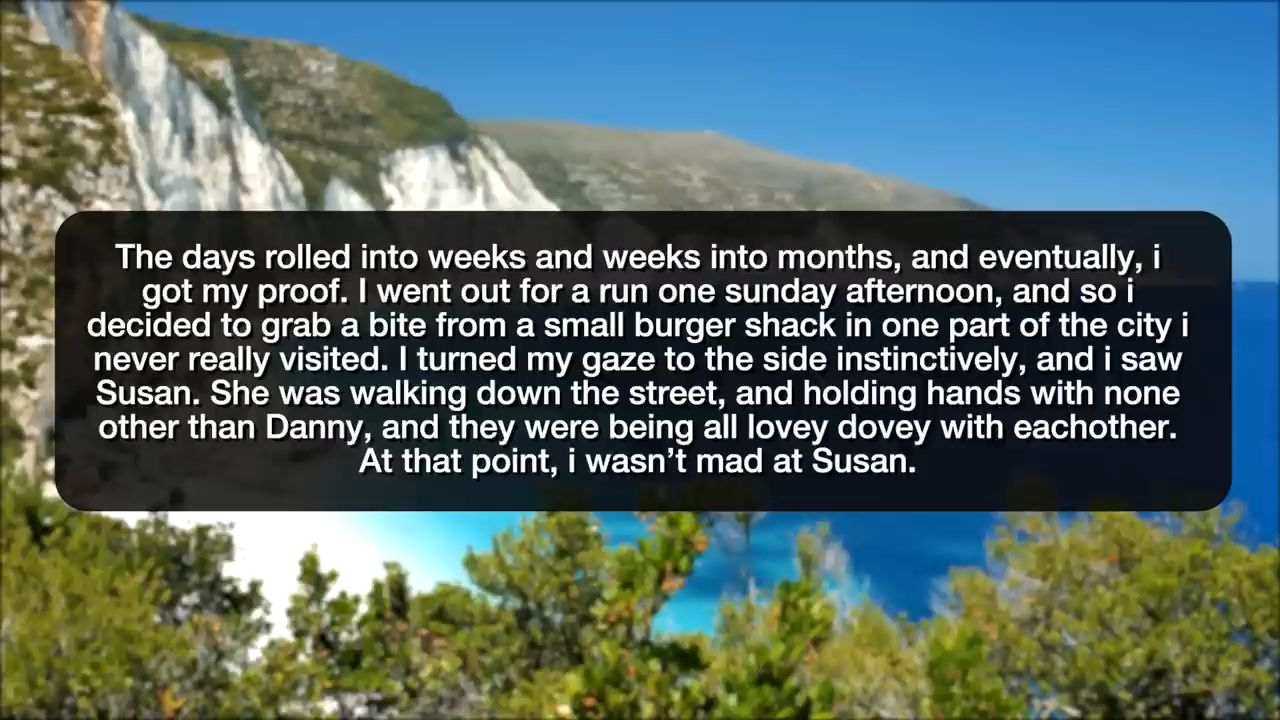 The days rolled into weeks and weeks into months, and eventually, i
got my proof. I went out for a run one sunday afternoon, and so i
decided to grab a bite from a small burger shack in one part of the city i
never really visited. I turned my gaze to the side instinctively, and i saw
Susan. She was walking down the street, and holding hands with none
other than Danny, and they were being all lovey dovey with eachother.
At that point, i wasn’t mad at Susan.